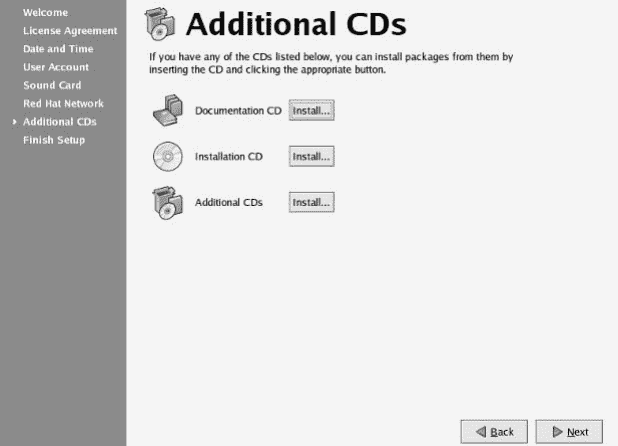 Welcome
License Agreement
Date and Time
User Account
Sound Card
Red Hat Network
Additional CDs
Finish Setup
Additional CDs
If you have any of the CDs listed below, you can install packages from them by
inserting the CD and clicking the appropriate button.
Documentation CD Install...
Installation CD Install...
Additional CDs Install...
Back Next